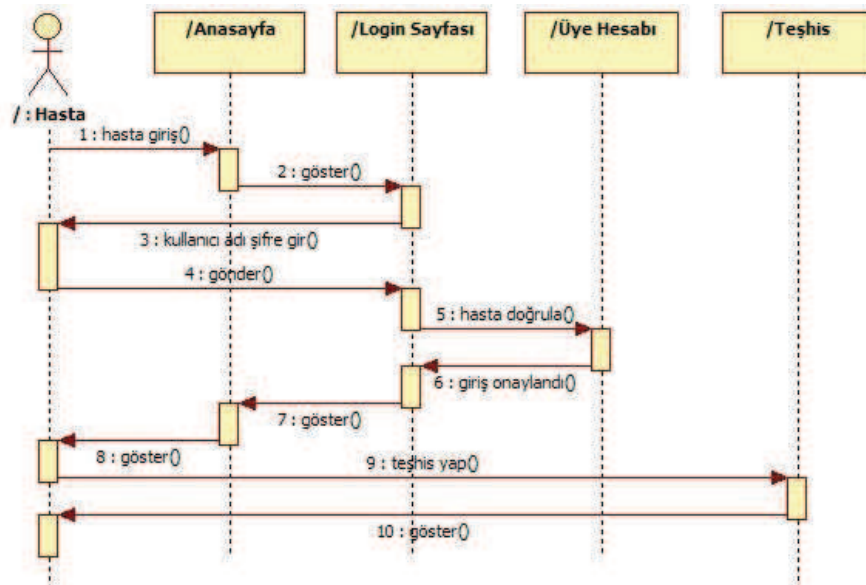 /Anasayfa
/Login Sayfası
/Üye Hesabı
/Teşhis
/ : Hasta
1 : hasta giriş()
2 : göster()
3 : kullanıcı adı şifre gir()
4 : gönder()
5 : hasta doğrula()
6 : giriş onaylandı()
7 : göster()
8 : göster()
9 : teşhis yap()
10 : göster()